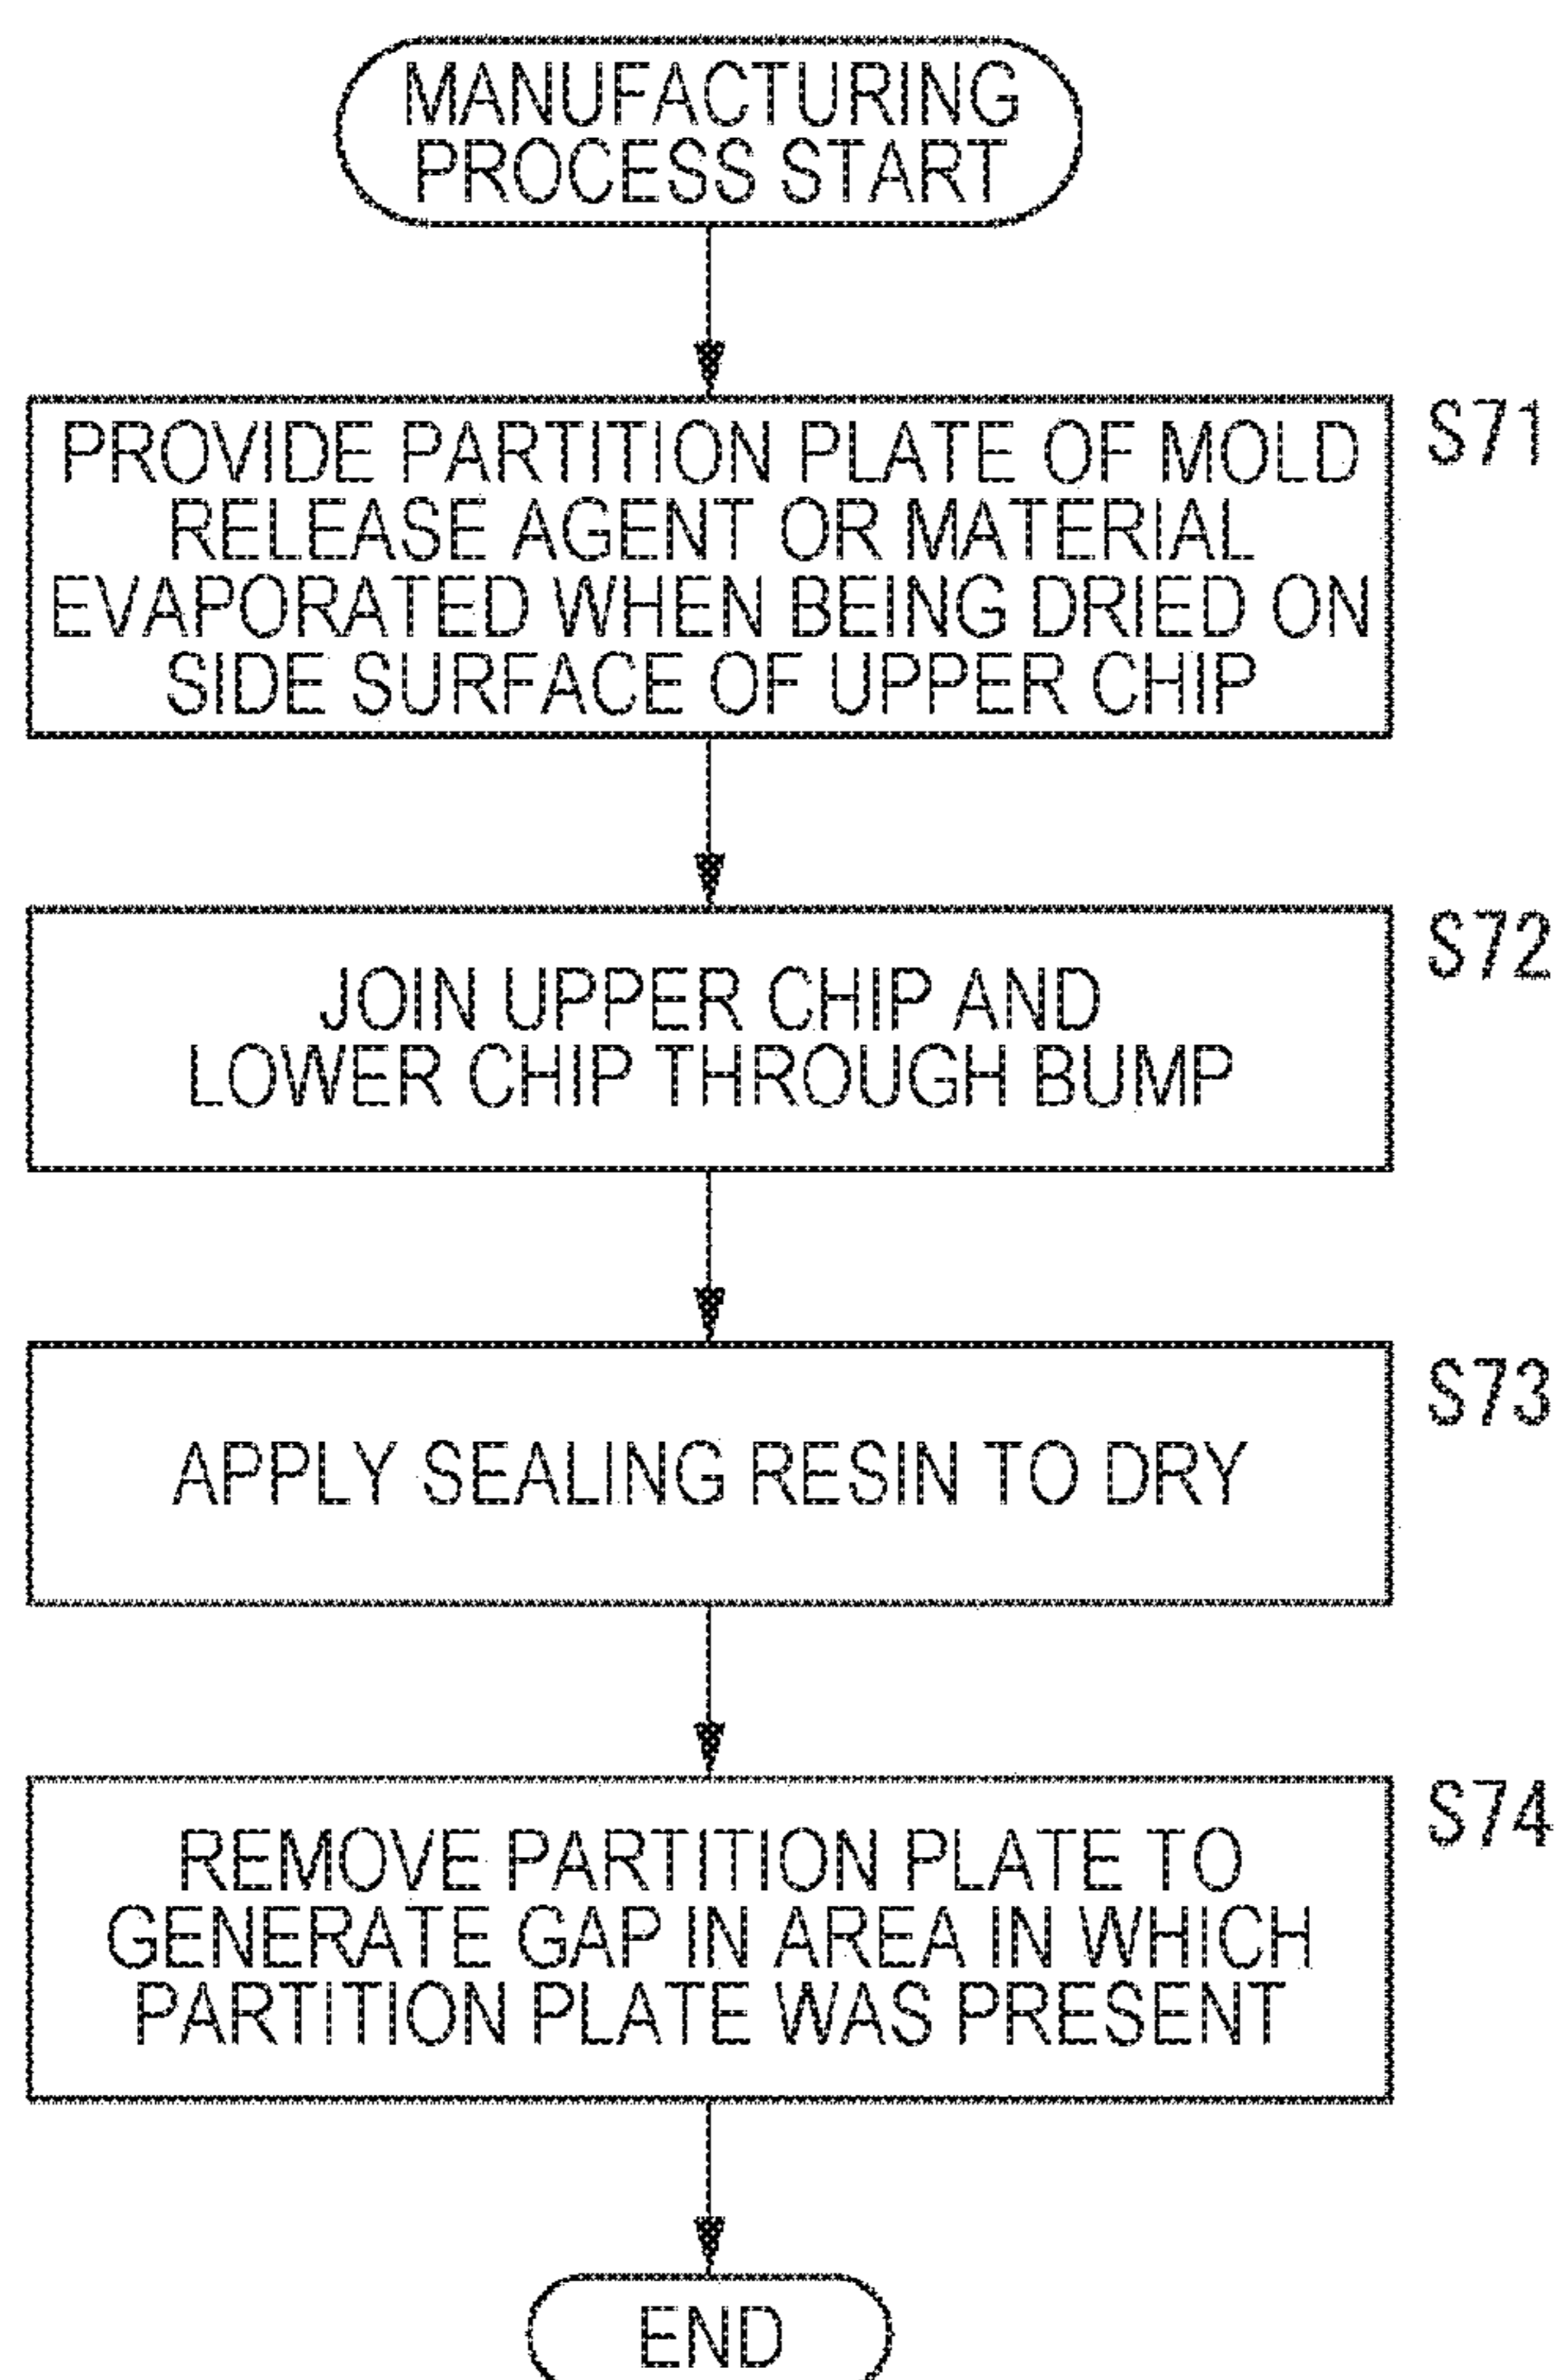 MANUFACTURING
PROCESS START
PROVIDE PARTITION PLATE OF MOLD
RELEASE AGENT OR MATERIAL
EVAPORATED WHEN BEING DRIED ON
SIDE SURFACE OF UPPER CHIP
S71
JOIN UPPER CHIP AND
LOWER CHIP THROUGH BUMP
S72
APPLY SEALING RESIN TO DRY
S73
REMOVE PARTITION PLATE TO
GENERATE GAP IN AREA IN WHICH
PARTITION PLATE WAS PRESENT
S74
END